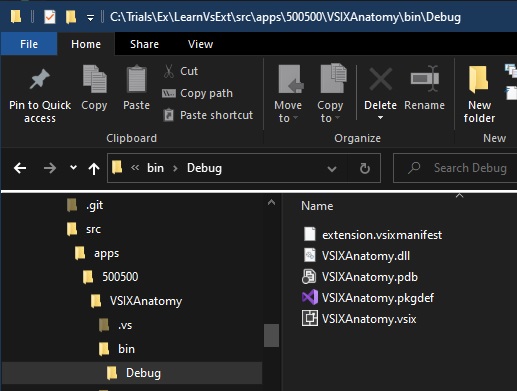 C:\Trials\Ex\LearnVsExt\src\apps\500500\VSIXAnatomy\bin\Debug
File Home Share View
Pin to Quick access
Copy
Paste
Cut
Copy path
Paste shortcut
Move to
Copy to
Delete
Rename
New folder
Clipboard Organize New
« bin > Debug
Search Debug
.git
src
apps
500500
VSIXAnatomy
.vs
bin
Debug
Name
extension.vsixmanifest
VSIXAnatomy.dll
VSIXAnatomy.pdb
VSIXAnatomy.pkgdef
VSIXAnatomy.vsix